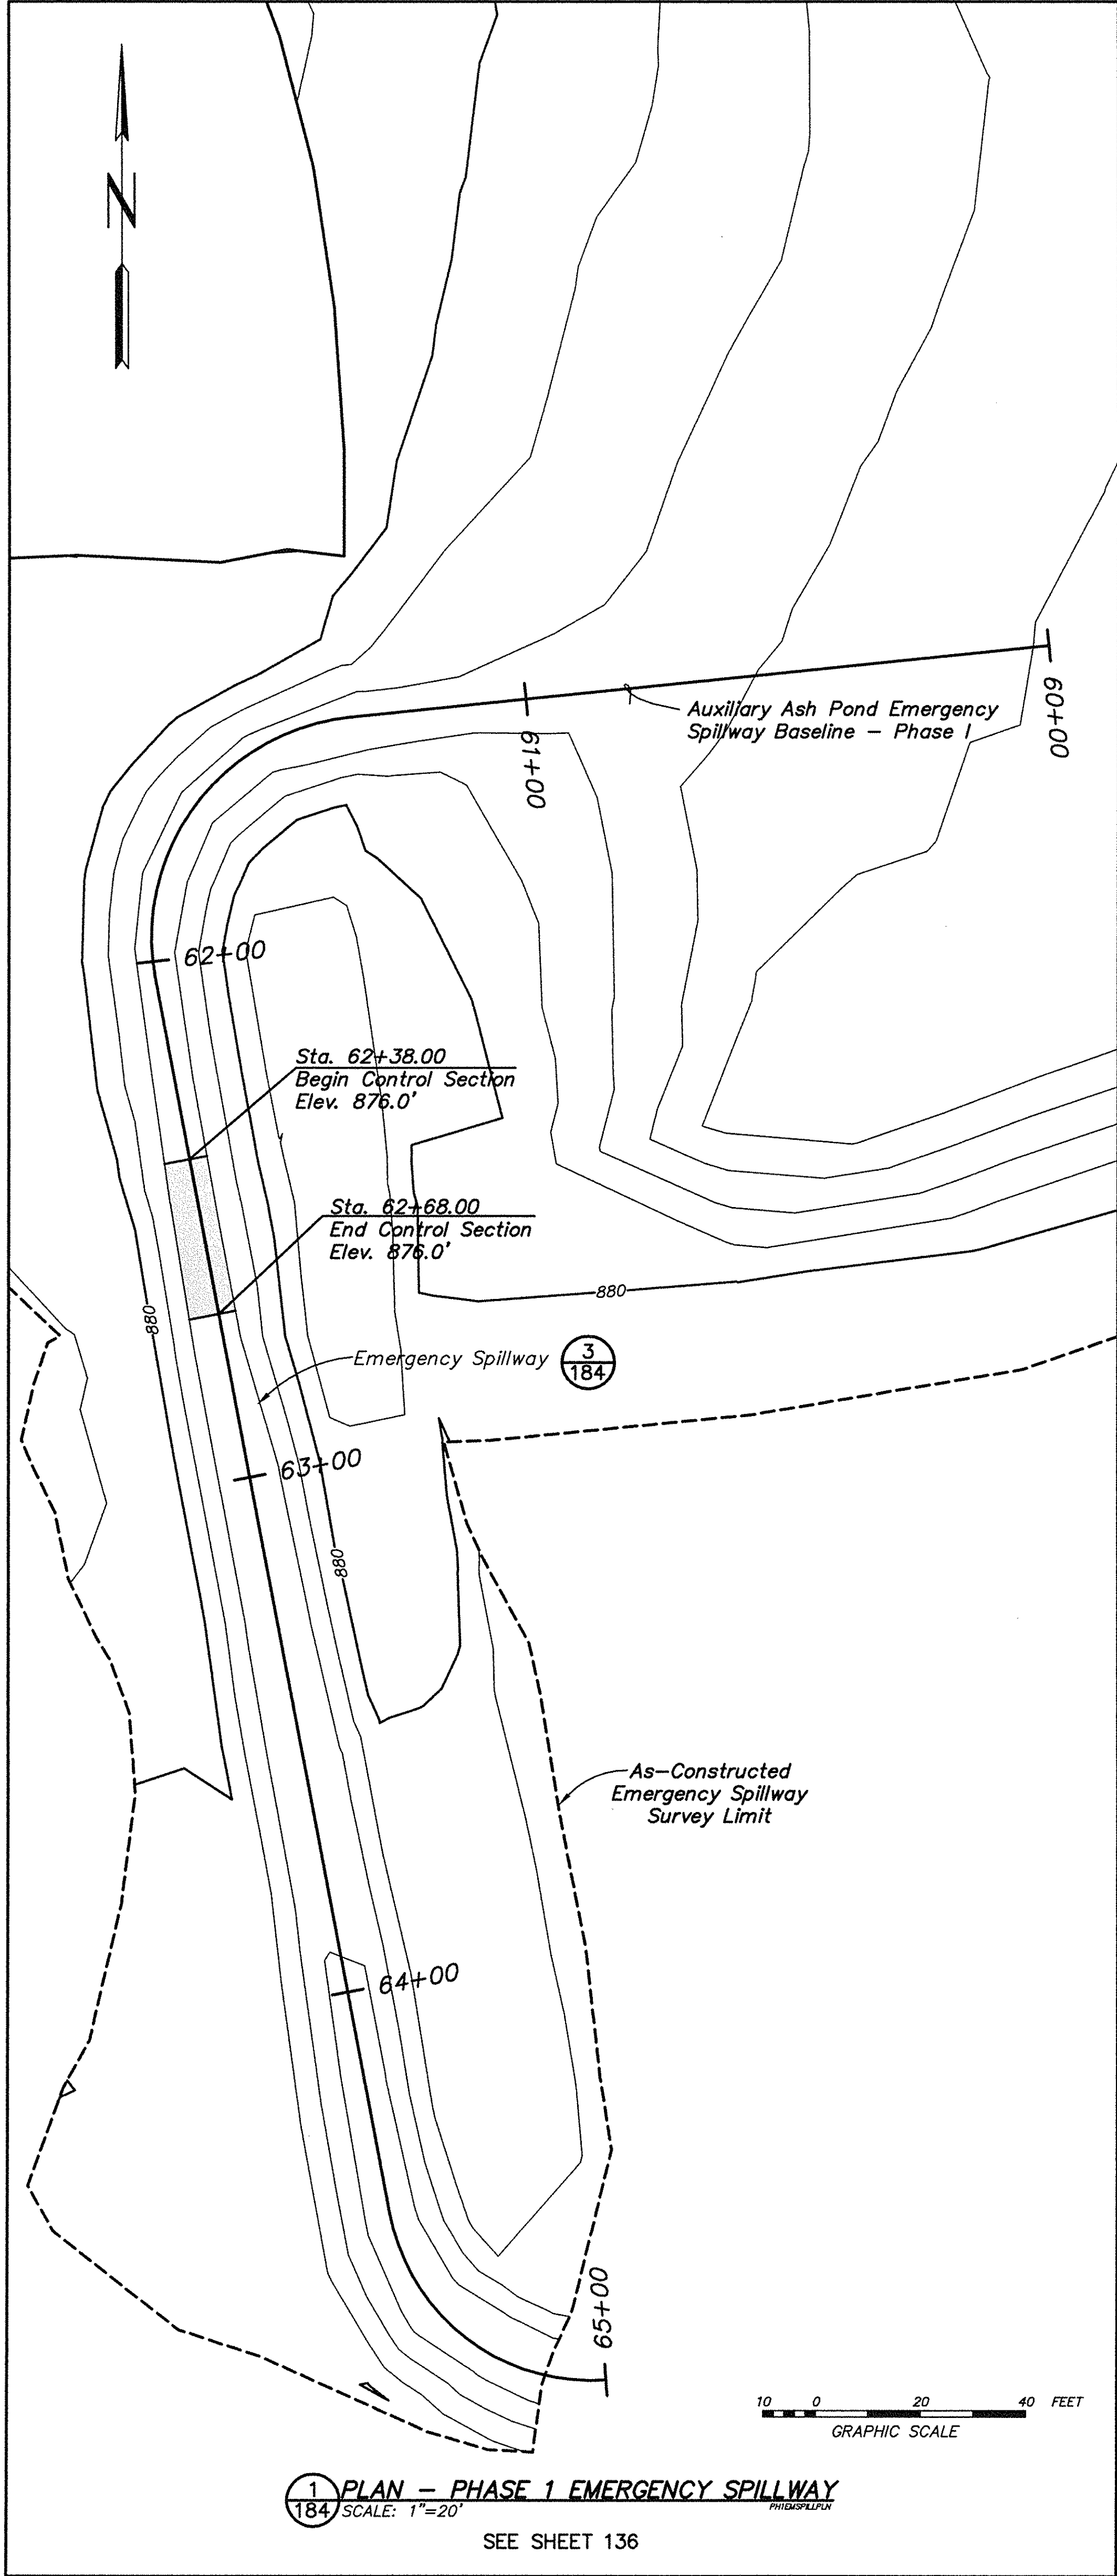 N
60+00
Auxiliary Ash Pond Emergency
Spillway Baseline – Phase I
61+00
62+00
Sta. 62+38.00
Begin Control Section
Elev. 876.0'
Sta. 62+68.00
End Control Section
Elev. 876.0'
880
880
Emergency Spillway
3
184
63+00
880
As–Constructed
Emergency Spillway
Survey Limit
64+00
65+00
10 0 20 40 FEET
GRAPHIC SCALE
1
184
PLAN – PHASE 1 EMERGENCY SPILLWAY
SCALE: 1"=20'
PH1EMSPILLPLN
SEE SHEET 136